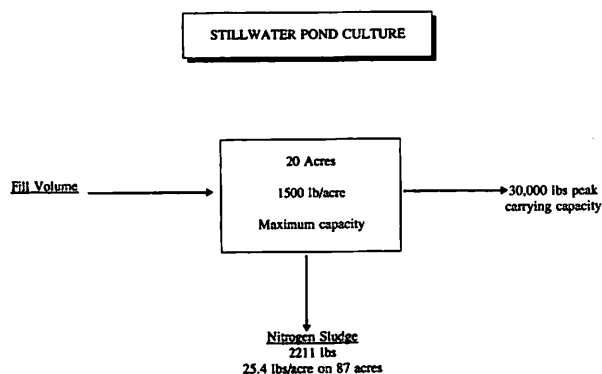 STILLWATER POND CULTURE
20 Acres
1500 lb/acre
Maximum capacity
Fill Volume
30,000 lbs peak
carrying capacity
Nitrogen Sludge
2211 lbs
25.4 lbs/acre on 87 acres